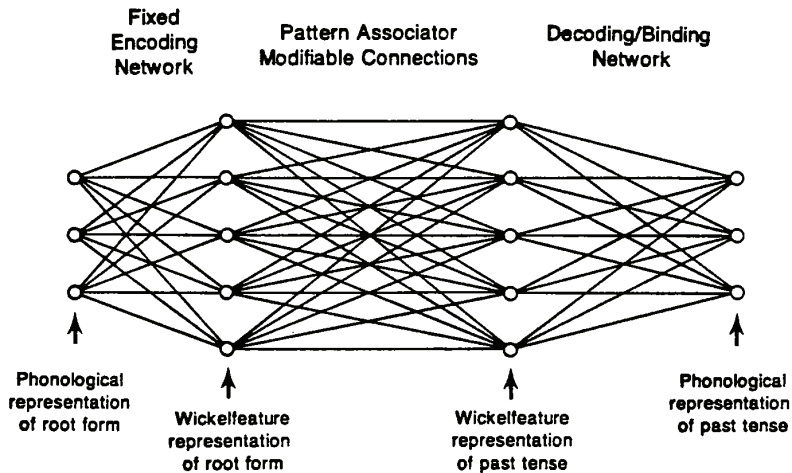 Fixed
Encoding
Network
Pattern Associator
Modifiable Connections
Decoding/Binding
Network
Phonological
representation
of root form
Wickelfeature
representation
of root form
Wickelfeature
representation
of past tense
Phonological
representation
of past tense